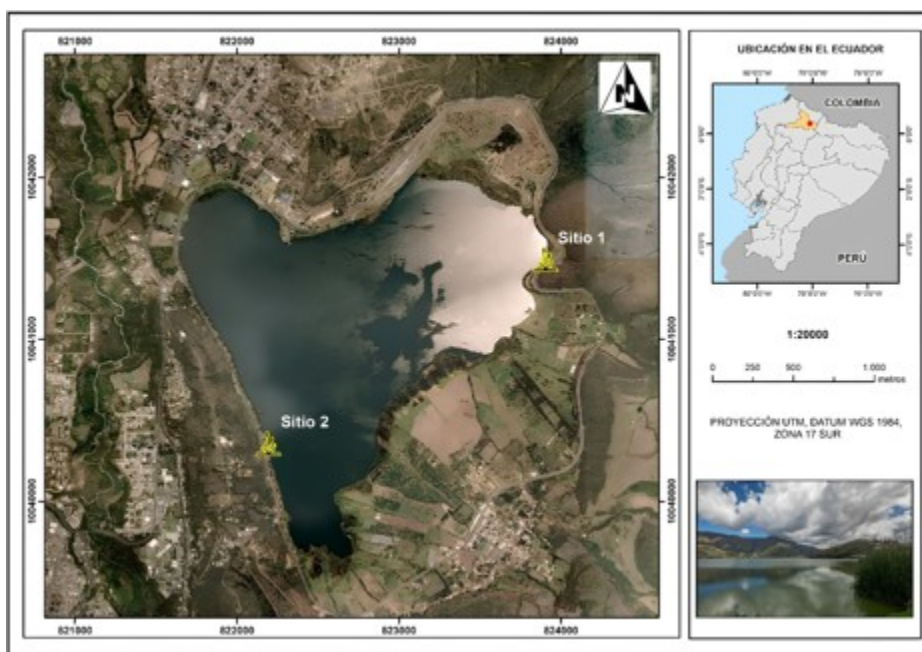 821000 822000 823000 824000
10042000
10041000
10040000
N
Sitio 1
Sitio 2
10042000
10041000
10040000
821000 822000 823000 824000
UBICACIÓN EN EL ECUADOR
COLOMBIA
PERÚ
1:20000
0 250 500 1.000
metros
PROYECCIÓN UTM, DATUM WGS 1984,
ZONA 17 SUR